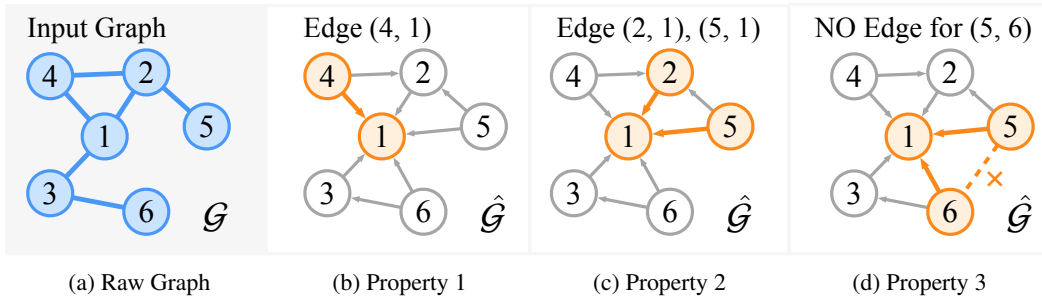 Input Graph
4
2
1
5
3
6
𝒢
(a) Raw Graph
Edge (4, 1)
4
2
1
5
3
6
𝒢̂
(b) Property 1
Edge (2, 1), (5, 1)
4
2
1
5
3
6
𝒢̂
(c) Property 2
NO Edge for (5, 6)
4
2
1
5
×
3
6
𝒢̂
(d) Property 3